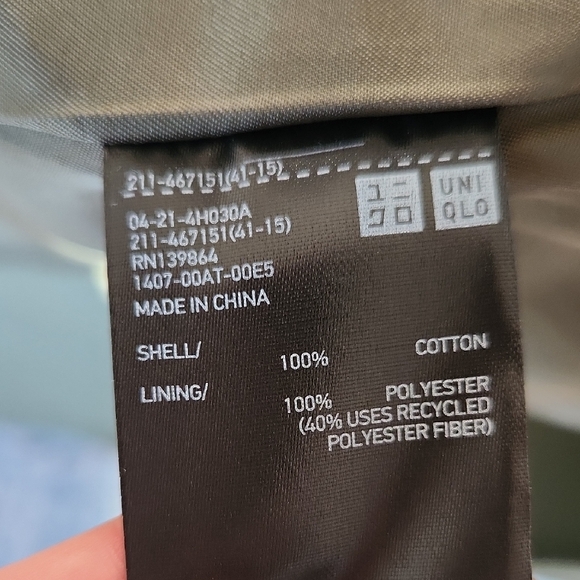 211-467151(41-15)
ユニ
クロ
UNI
QLO
04-21-4H030A
211-467151(41-15)
RN139864
1407-00AT-00E5
MADE IN CHINA
SHELL/ 100% COTTON
LINING/ 100% POLYESTER
(40% USES RECYCLED
POLYESTER FIBER)